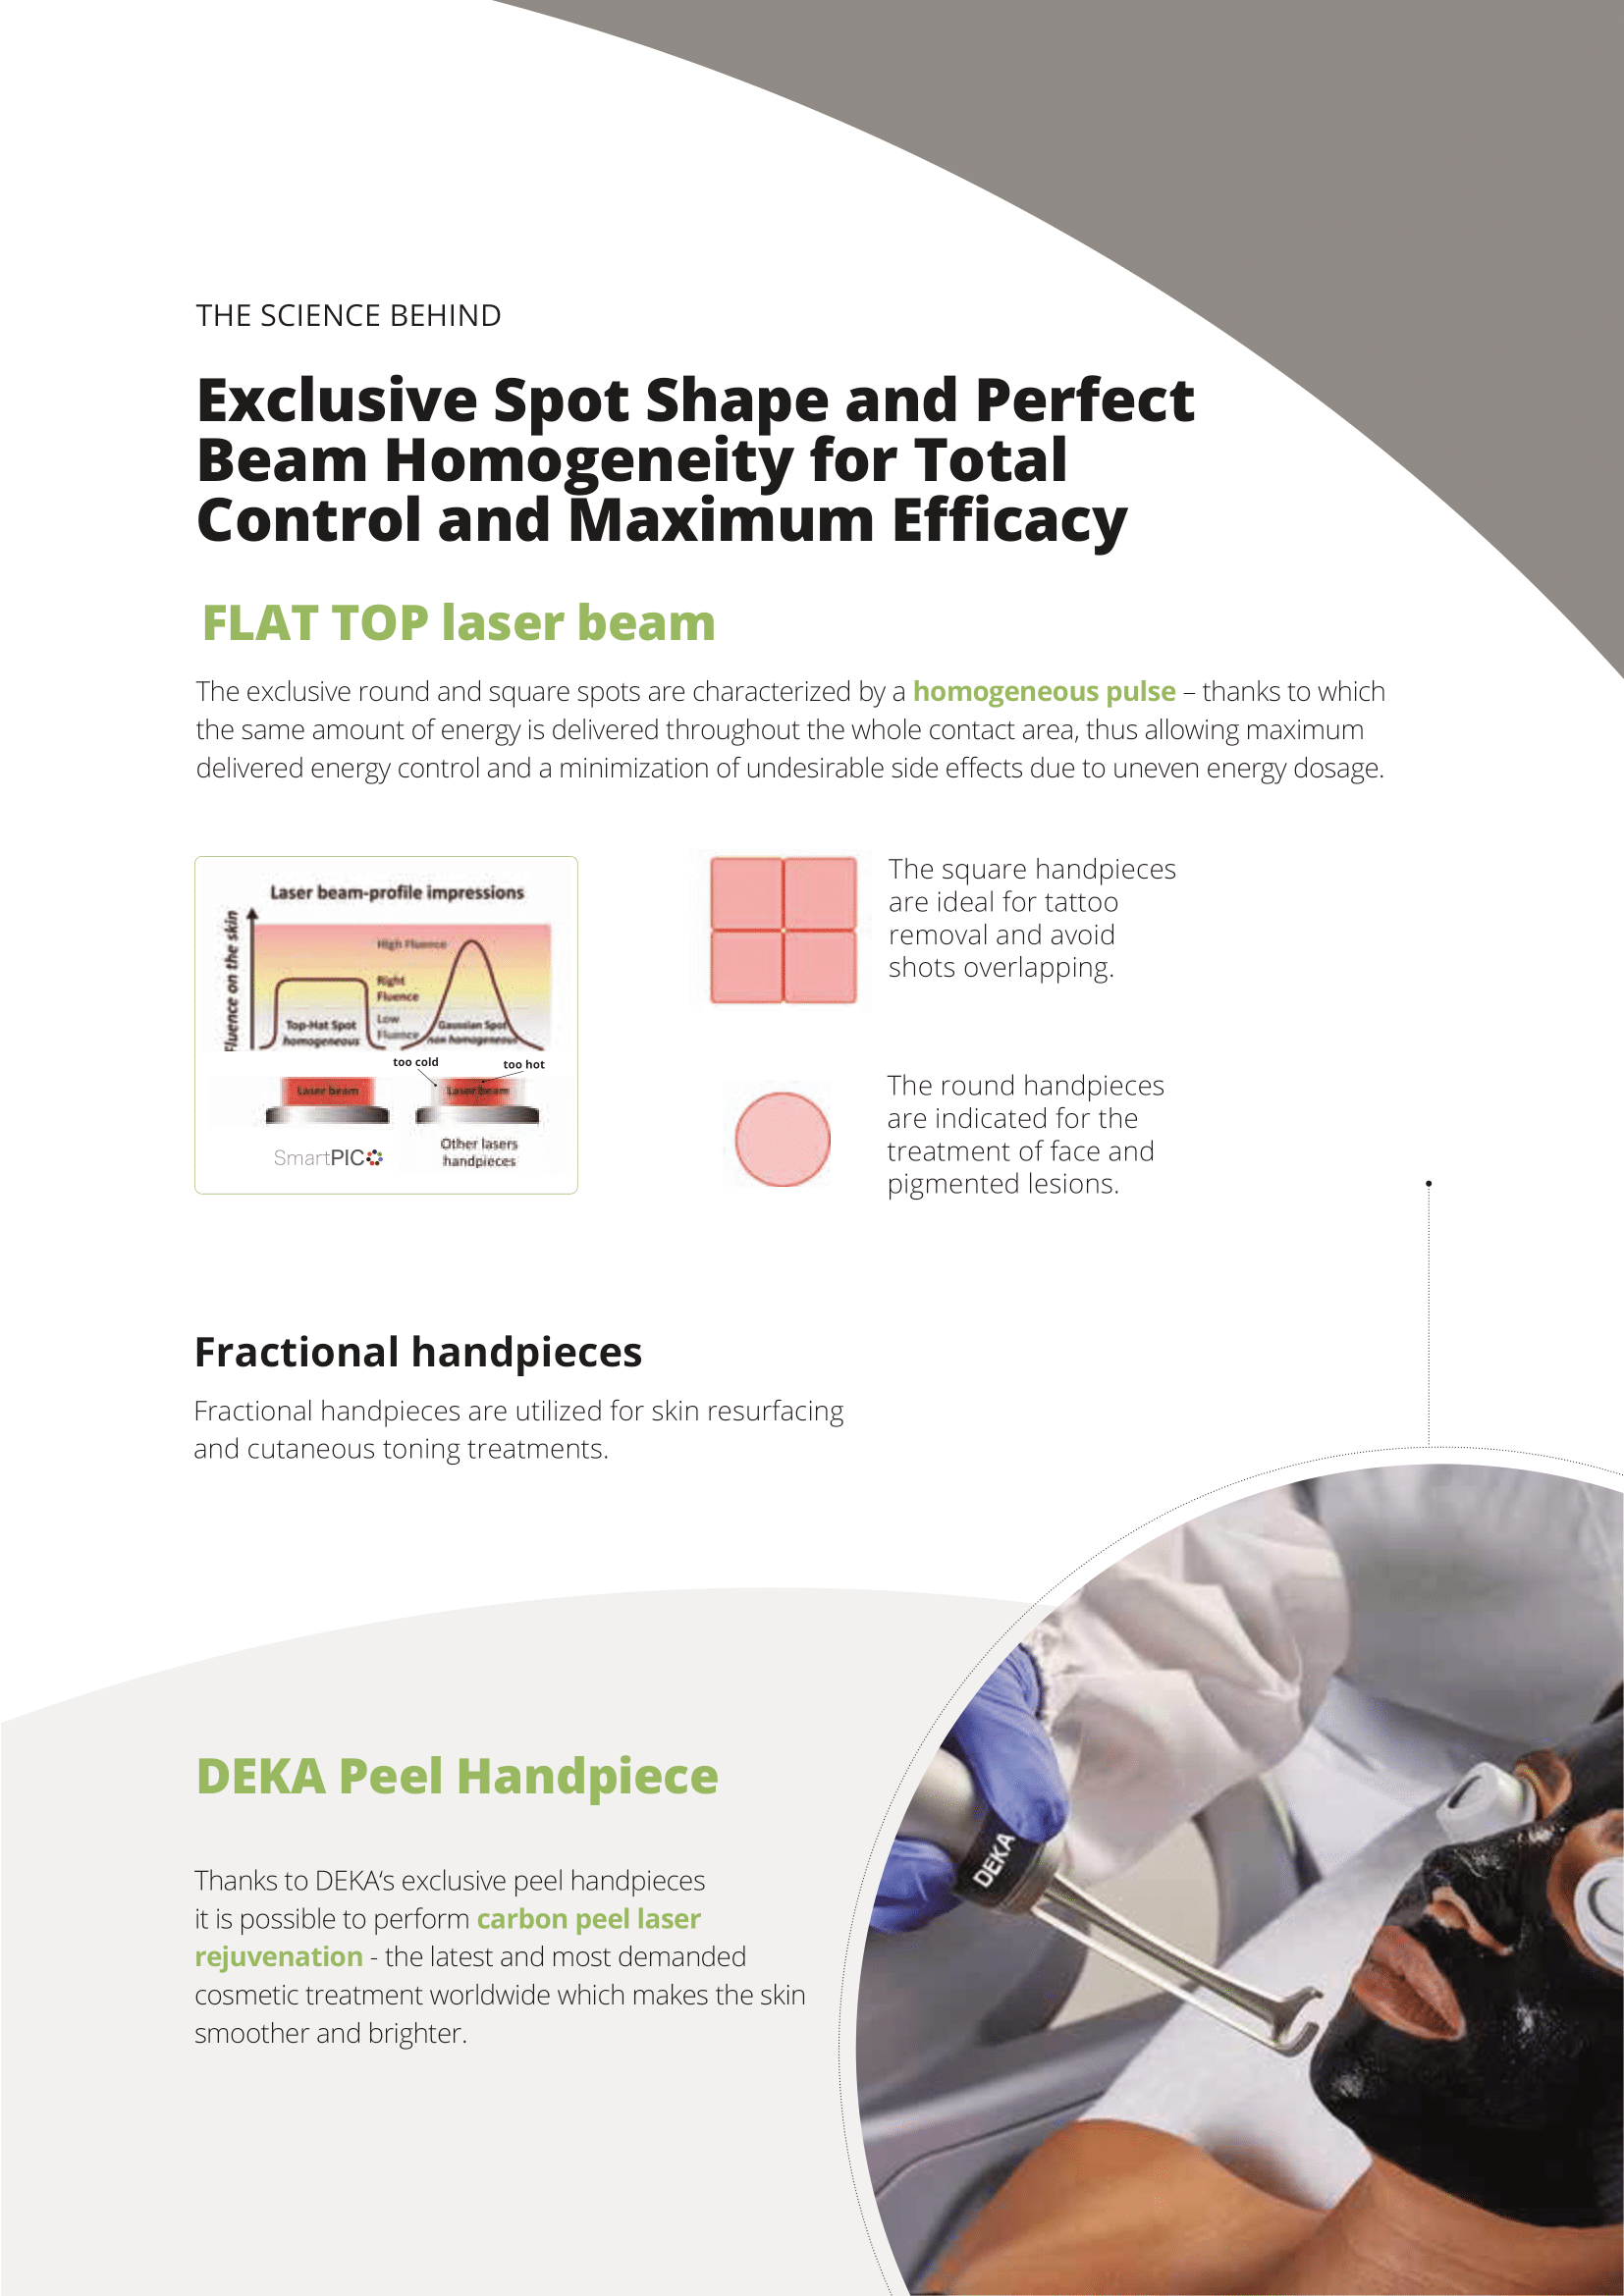 THE SCIENCE BEHIND
Exclusive Spot Shape and Perfect
Beam Homogeneity for Total
Control and Maximum Efficacy
FLAT TOP laser beam
The exclusive round and square spots are characterized by a homogeneous pulse – thanks to which
the same amount of energy is delivered throughout the whole contact area, thus allowing maximum
delivered energy control and a minimization of undesirable side effects due to uneven energy dosage.
Laser beam-profile impressions
Fluence on the skin
High Fluence
Right
Fluence
Low
Fluence
Top-Hat Spot
homogeneous
Gaussian Spot
non homogeneous
too cold
too hot
Laser beam
Laser beam
SmartPICO
Other lasers
handpieces
The square handpieces
are ideal for tattoo
removal and avoid
shots overlapping.
The round handpieces
are indicated for the
treatment of face and
pigmented lesions.
Fractional handpieces
Fractional handpieces are utilized for skin resurfacing
and cutaneous toning treatments.
DEKA Peel Handpiece
Thanks to DEKA‘s exclusive peel handpieces
it is possible to perform carbon peel laser
rejuvenation - the latest and most demanded
cosmetic treatment worldwide which makes the skin
smoother and brighter.
DEKA